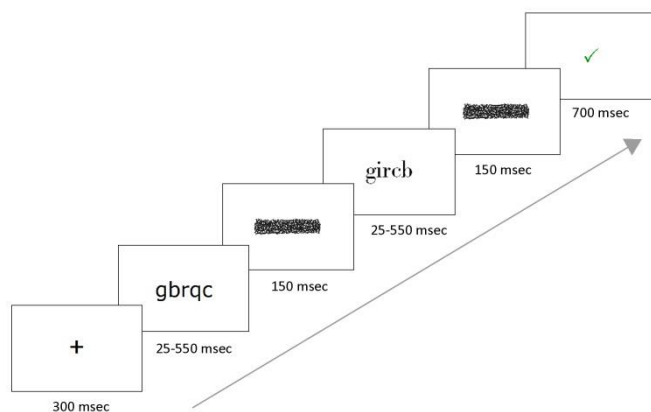 +
300 msec
gbrqc
25-550 msec
150 msec
gircb
25-550 msec
150 msec
✓
700 msec